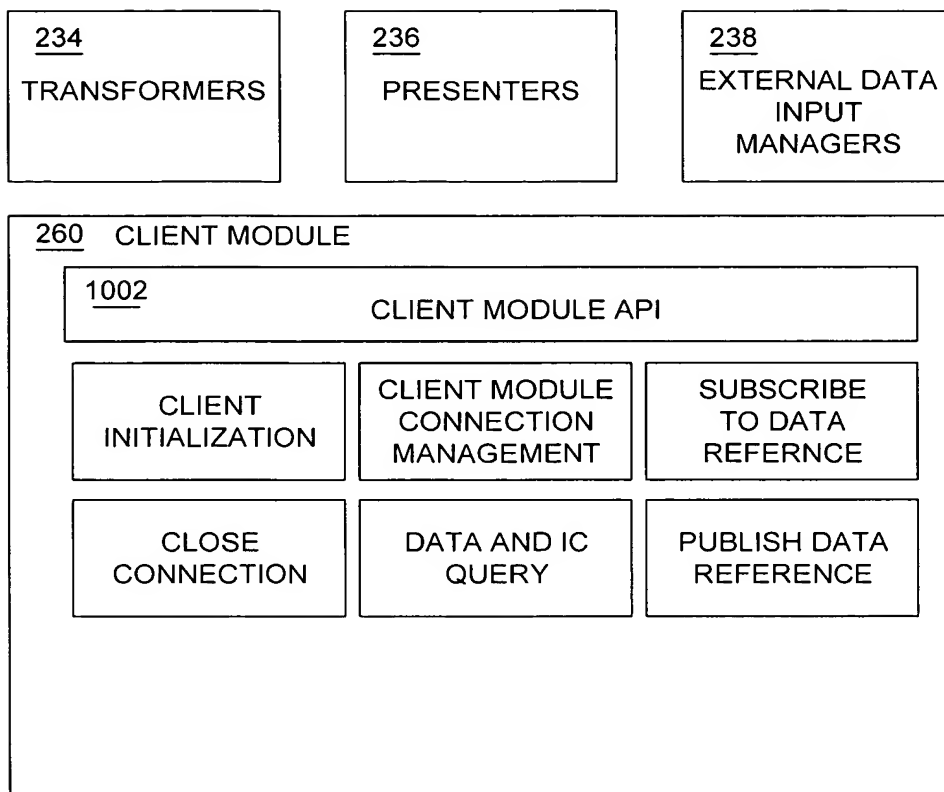 234
TRANSFORMERS
236
PRESENTERS
238
EXTERNAL DATA
INPUT
MANAGERS
260 CLIENT MODULE
1002
CLIENT MODULE API
CLIENT
INITIALIZATION
CLIENT MODULE
CONNECTION
MANAGEMENT
SUBSCRIBE
TO DATA
REFERNCE
CLOSE
CONNECTION
DATA AND IC
QUERY
PUBLISH DATA
REFERENCE